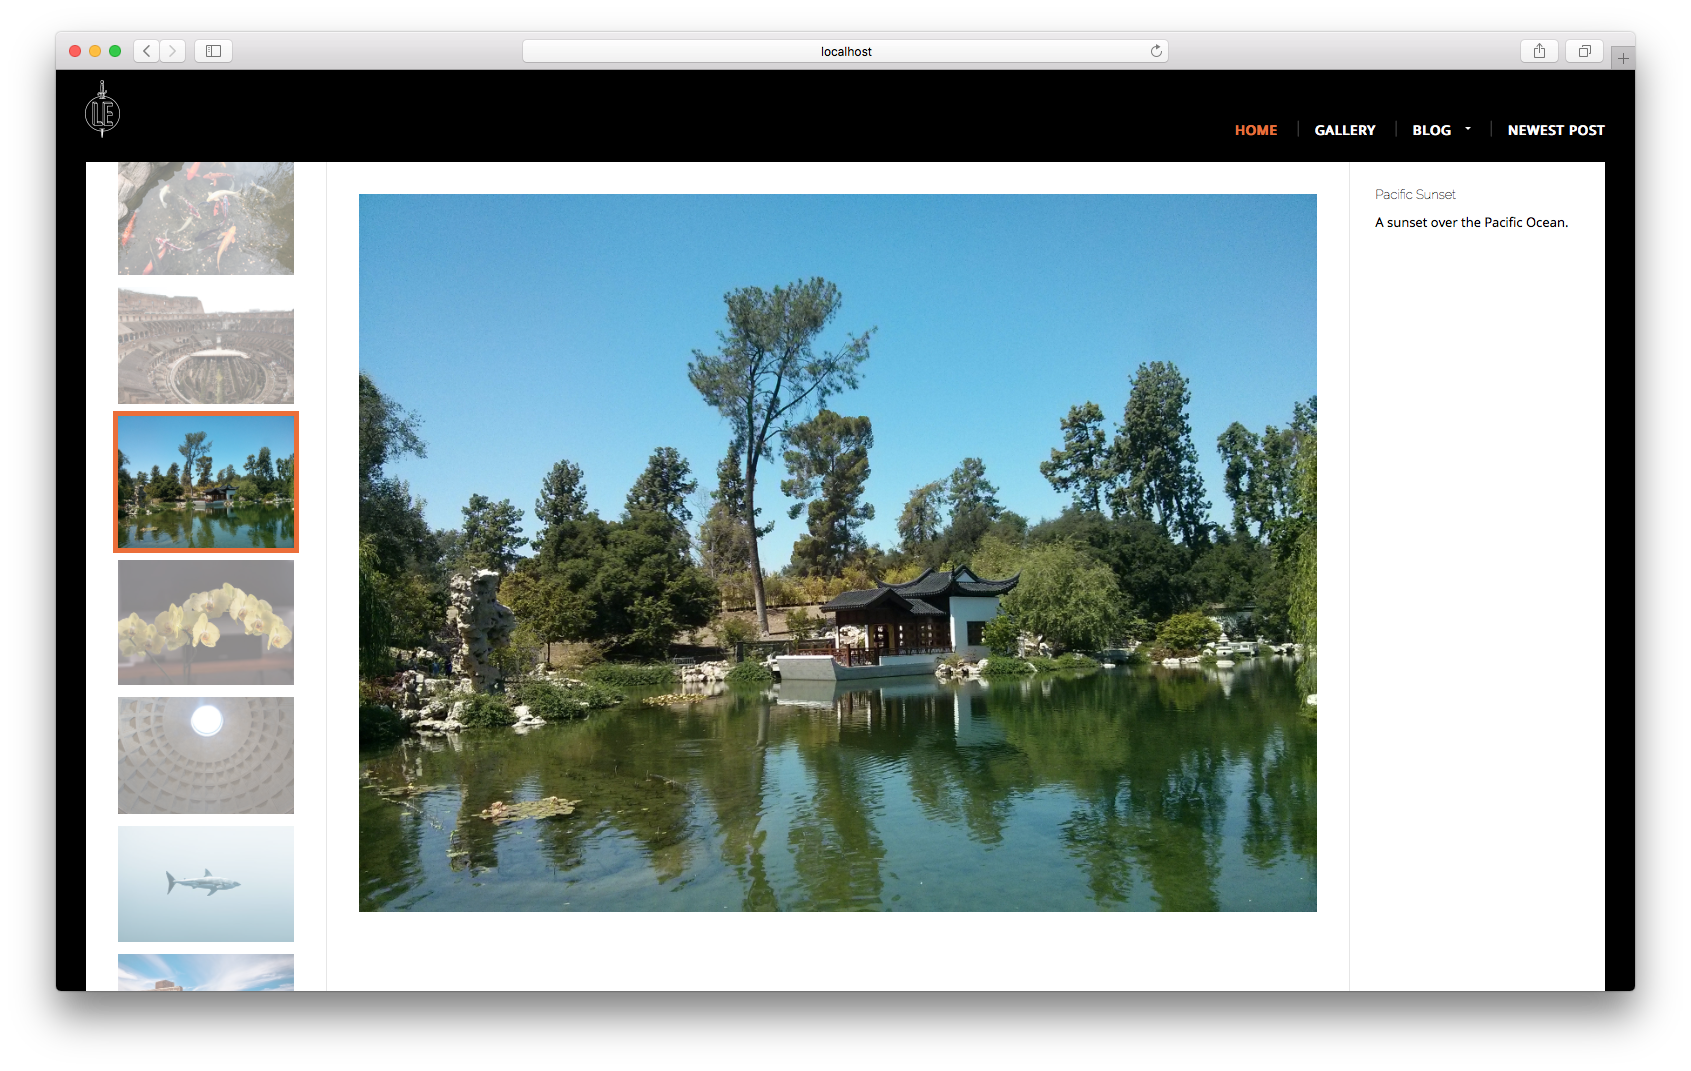 localhost
LE
HOME
GALLERY
BLOG
NEWEST POST
Pacific Sunset
A sunset over the Pacific Ocean.